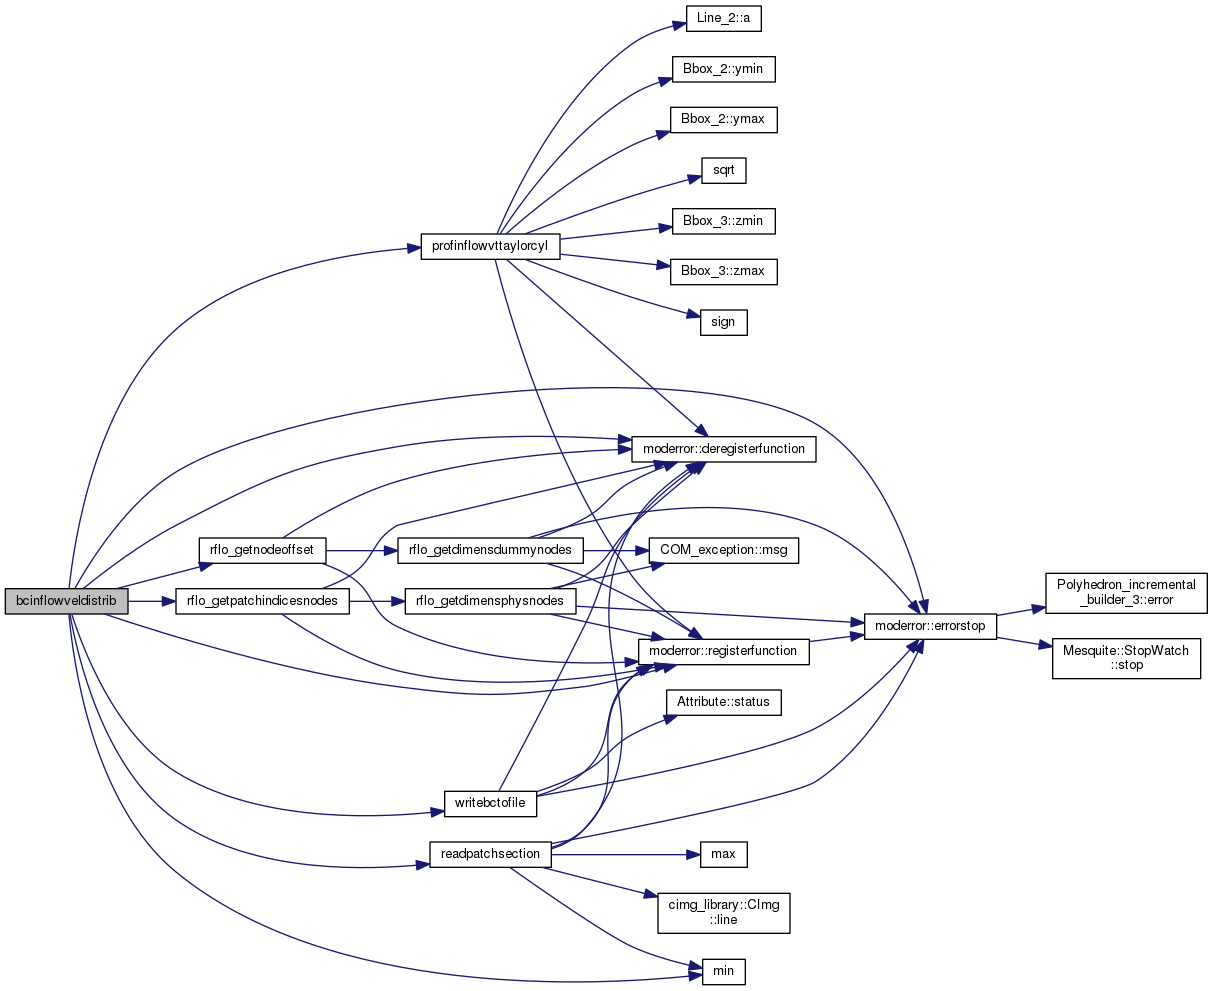 Line_2::a
Bbox_2::ymin
Bbox_2::ymax
sqrt
Bbox_3::zmin
profinflowvttaylorcyl
Bbox_3::zmax
sign
moderror::deregisterfunction
rflo_getnodeoffset
rflo_getdimensdummynodes
COM_exception::msg
bcinflowveldistrib
rflo_getpatchindicesnodes
rflo_getdimensphysnodes
Polyhedron_incremental
_builder_3::error
moderror::errorstop
moderror::registerfunction
Mesquite::StopWatch
::stop
Attribute::status
writebctofile
readpatchsection
max
cimg_library::CImg
::line
min